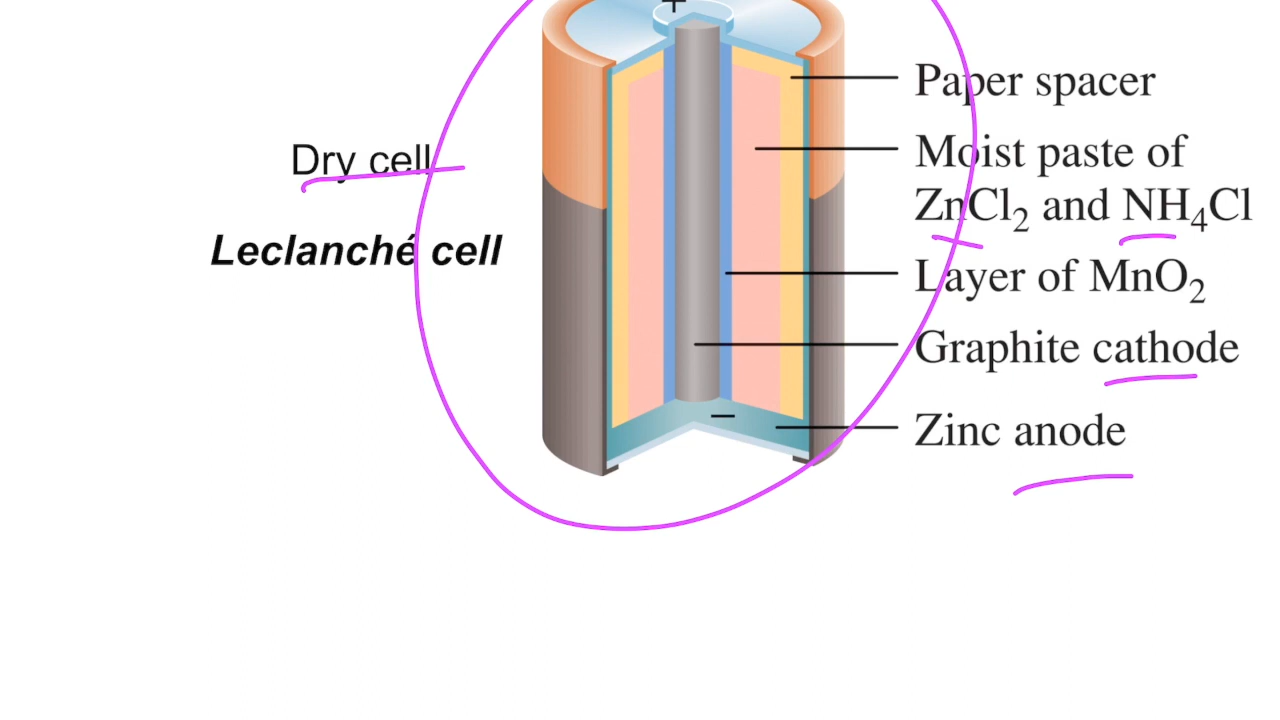 +
Paper spacer
Dry cell
Moist paste of
ZnCl₂ and NH₄Cl
Leclanché cell
Layer of MnO₂
Graphite cathode
–
Zinc anode